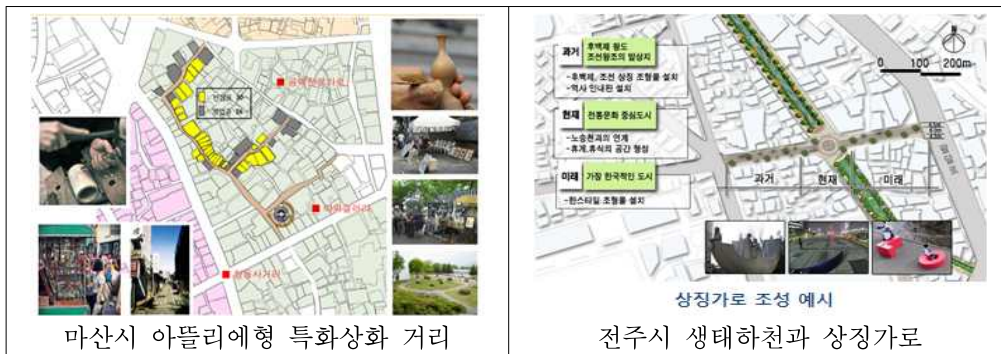 과거
후백제 왕도
조선왕조의 발상지
-후백제, 조선 상징 조형물 설치
-역사 안내판 설치
현재
전통문화 중심도시
-노송천과의 연계
-휴게, 휴식의 공간 형성
미래
가장 한국적인 도시
-한스타일 조형물 설치
0 100 200m
과거 현재 미래
상징가로 조성 예시
마산시 아뜰리에형 특화상화 거리
전주시 생태하천과 상징가로